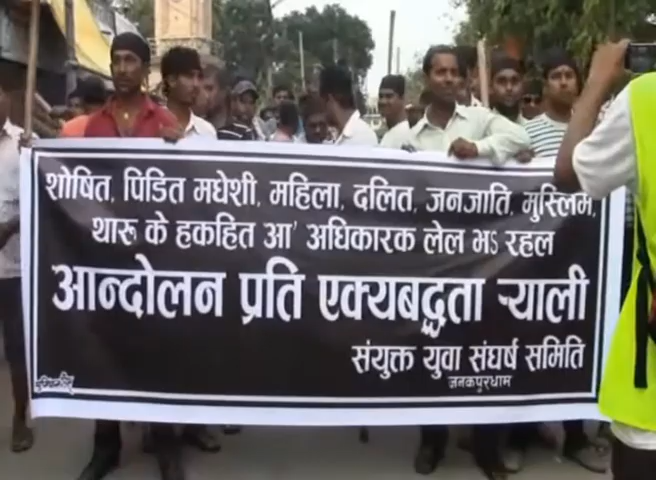 शोषित, पिडित मधेशी, महिला, दलित, जनजाति, मुस्लिम,
थारू के हकहित आ' अधिकारक लेल भऽ रहल
आन्दोलन प्रति एक्यबद्धता ऱ्याली
संयुक्त युवा संघर्ष समिति
जनकपुरधाम